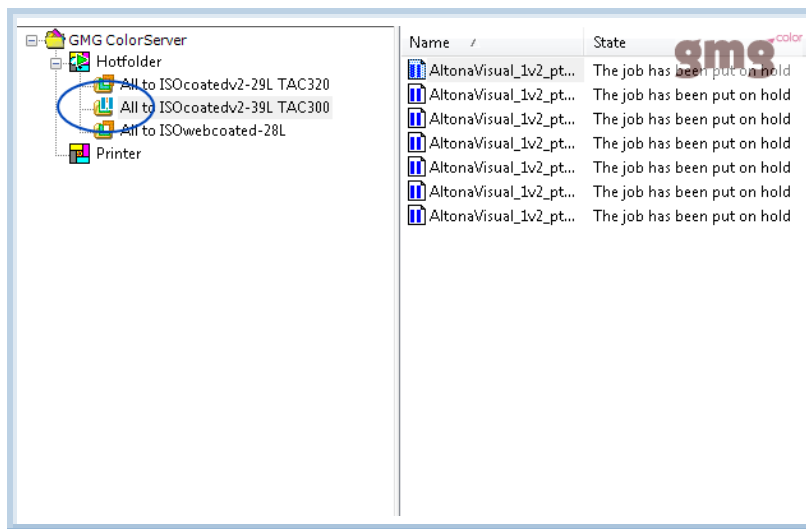 GMG ColorServer
Hotfolder
All to ISOcoatedv2-29L TAC320
All to ISOcoatedv2-39L TAC300
All to ISOwebcoated-28L
Printer
Name State
AltonaVisual_1v2_pt... The job has been put on hold
AltonaVisual_1v2_pt... The job has been put on hold
AltonaVisual_1v2_pt... The job has been put on hold
AltonaVisual_1v2_pt... The job has been put on hold
AltonaVisual_1v2_pt... The job has been put on hold
AltonaVisual_1v2_pt... The job has been put on hold
AltonaVisual_1v2_pt... The job has been put on hold
gmg color